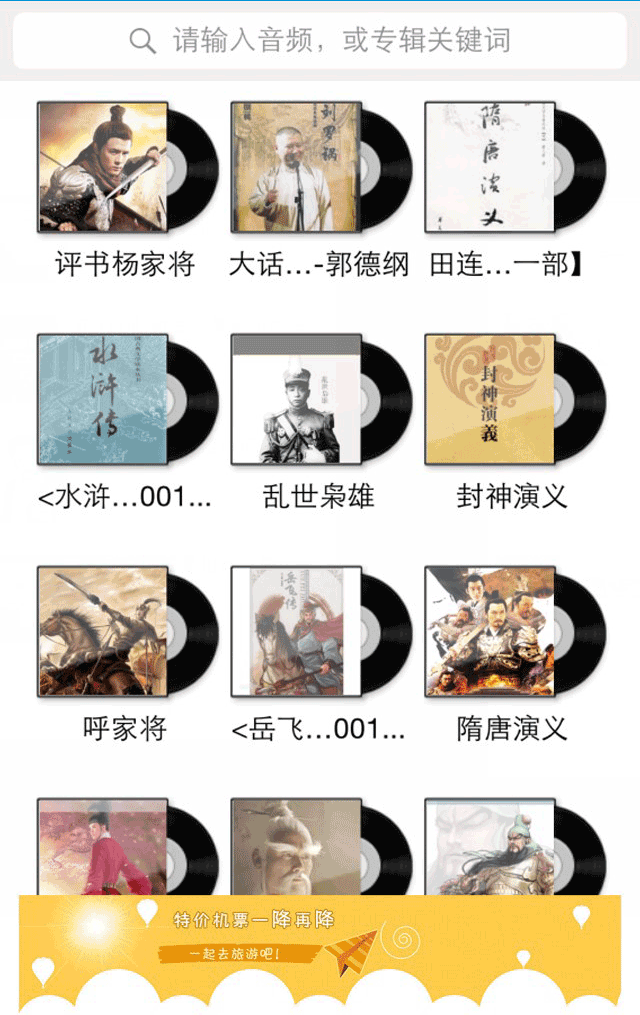 请输入音频，或专辑关键词
刘罗锅
隋唐演义
评书杨家将
大话...-郭德纲
田连...一部】
水浒传
乱世枭雄
封神演義
<水浒...001...
乱世枭雄
封神演义
岳飞传
呼家将
<岳飞...001...
隋唐演义
特价机票一降再降
一起去旅游吧！